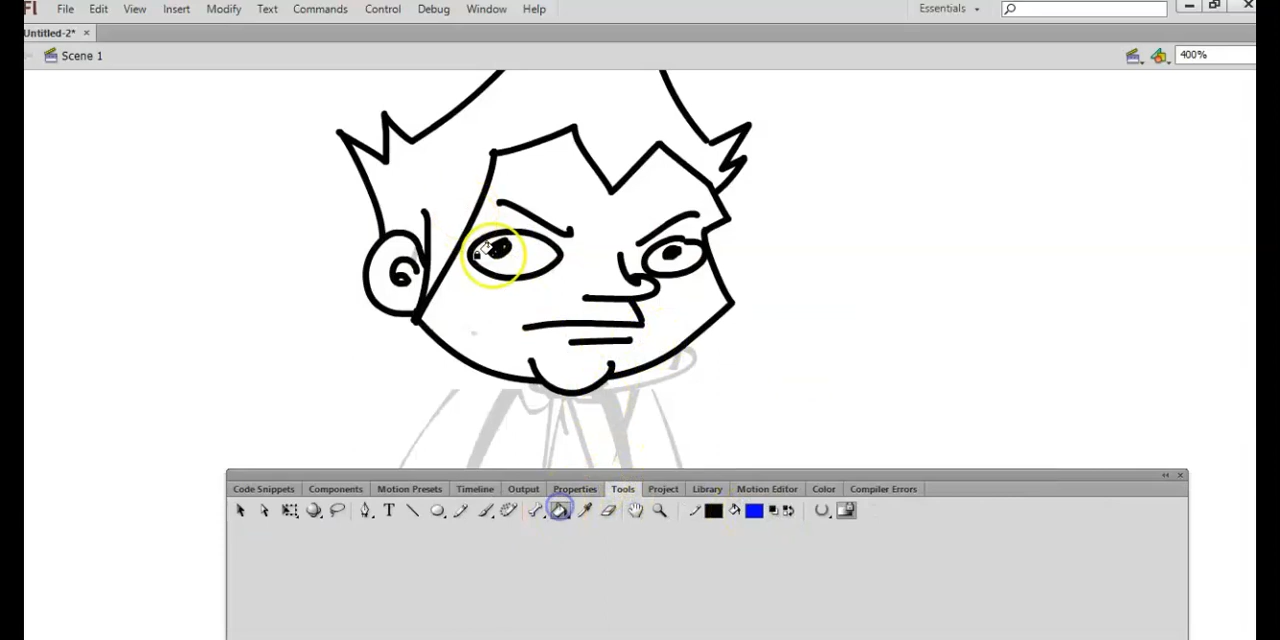 Fl File Edit View Insert Modify Text Commands Control Debug Window Help Essentials
Untitled-2* ×
Scene 1 400%
Code Snippets Components Motion Presets Timeline Output Properties Tools Project Library Motion Editor Color Compiler Errors
T